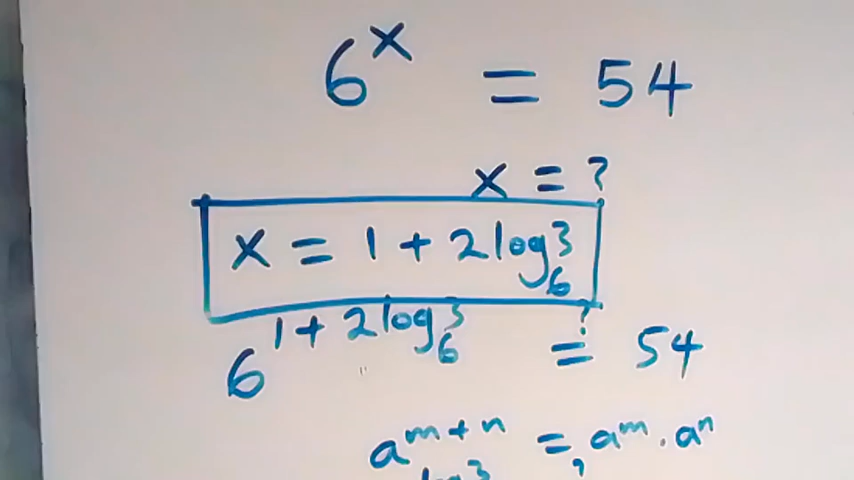 6^x = 54
x = ?
x = 1 + 2log_6^3
6^{1 + 2log_6^3} ?= 54
a^{m+n} = a^m . a^n